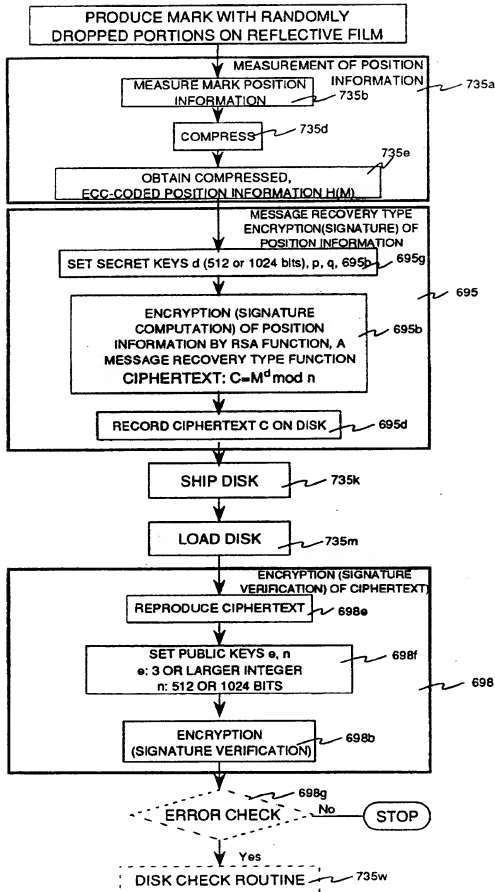 PRODUCE MARK WITH RANDOMLY
DROPPED PORTIONS ON REFLECTIVE FILM
MEASUREMENT OF POSITION
INFORMATION
735a
MEASURE MARK POSITION
INFORMATION
735b
COMPRESS
735d
735e
OBTAIN COMPRESSED,
ECC-CODED POSITION INFORMATION H(M)
MESSAGE RECOVERY TYPE
ENCRYPTION(SIGNATURE) OF
POSITION INFORMATION
SET SECRET KEYS d (512 or 1024 bits), p, q, 695b
695g
695
ENCRYPTION (SIGNATURE
COMPUTATION) OF POSITION
INFORMATION BY RSA FUNCTION, A
MESSAGE RECOVERY TYPE FUNCTION
CIPHERTEXT: C=M^d mod n
695b
RECORD CIPHERTEXT C ON DISK
695d
SHIP DISK
735k
LOAD DISK
735m
ENCRYPTION (SIGNATURE
VERIFICATION) OF CIPHERTEXT)
REPRODUCE CIPHERTEXT
698e
SET PUBLIC KEYS e, n
e: 3 OR LARGER INTEGER
n: 512 OR 1024 BITS
698f
698
ENCRYPTION
(SIGNATURE VERIFICATION)
698b
698g
ERROR CHECK
No
STOP
Yes
DISK CHECK ROUTINE
735w